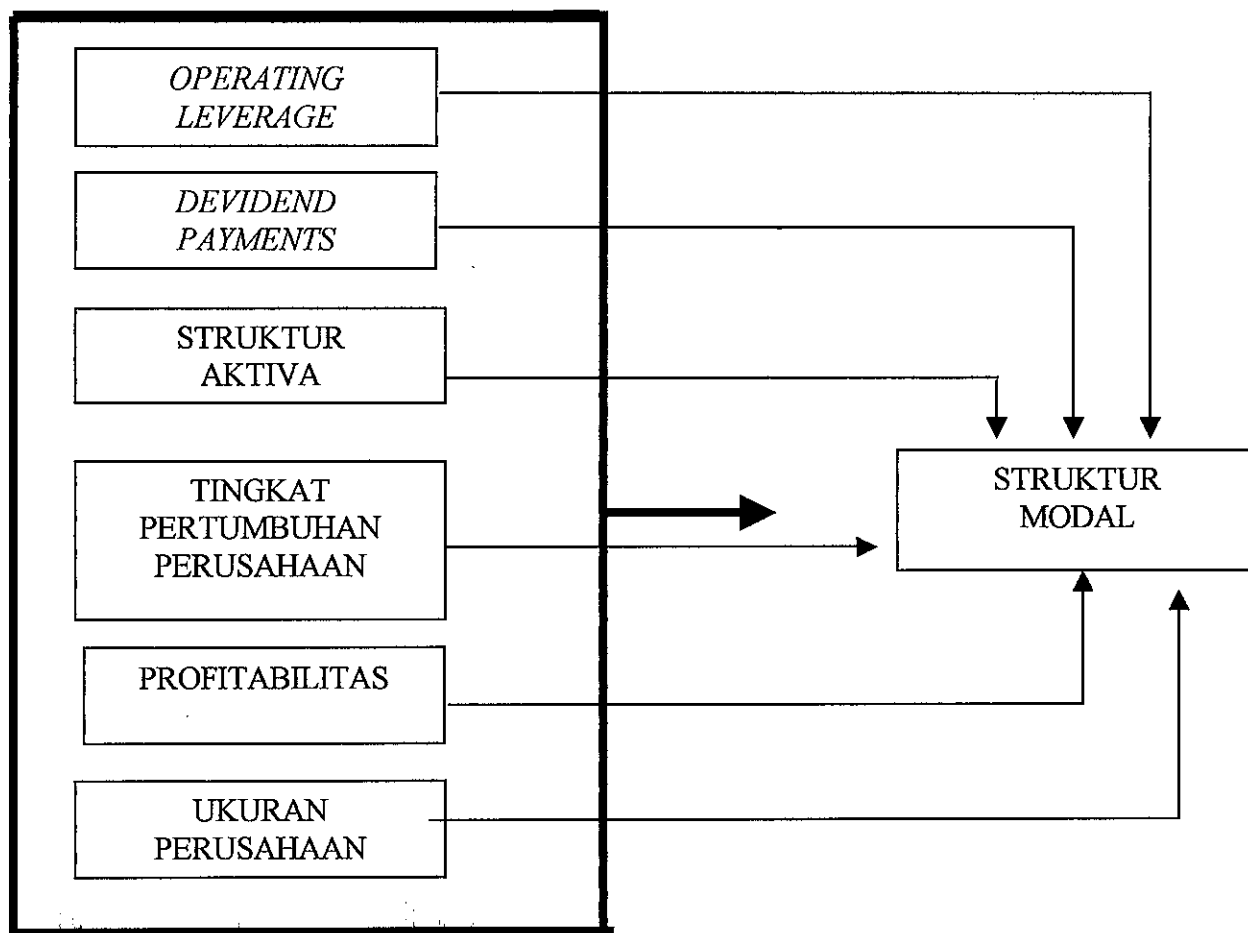 OPERATING
LEVERAGE
DEVIDEND
PAYMENTS
STRUKTUR
AKTIVA
TINGKAT
PERTUMBUHAN
PERUSAHAAN
PROFITABILITAS
UKURAN
PERUSAHAAN
STRUKTUR
MODAL